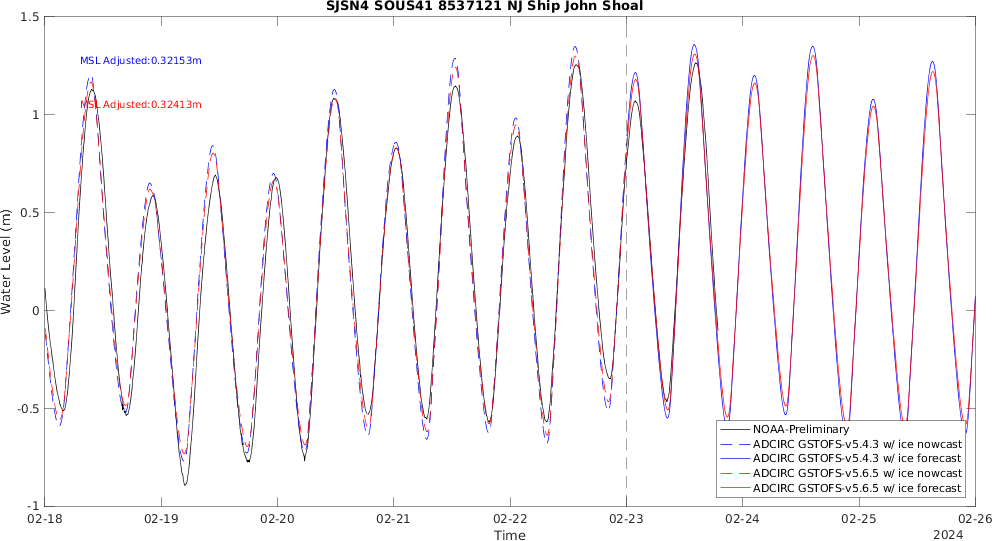 SJSN4 SOUS41 8537121 NJ Ship John Shoal
1.5
MSL Adjusted:0.32153m
MSL Adjusted:0.32413m
1
0.5
Water Level (m)
0
-0.5
-1
NOAA-Preliminary
ADCIRC GSTOFS-v5.4.3 w/ ice nowcast
ADCIRC GSTOFS-v5.4.3 w/ ice forecast
ADCIRC GSTOFS-v5.6.5 w/ ice nowcast
ADCIRC GSTOFS-v5.6.5 w/ ice forecast
02-18 02-19 02-20 02-21 02-22 02-23 02-24 02-25 02-26
Time
2024